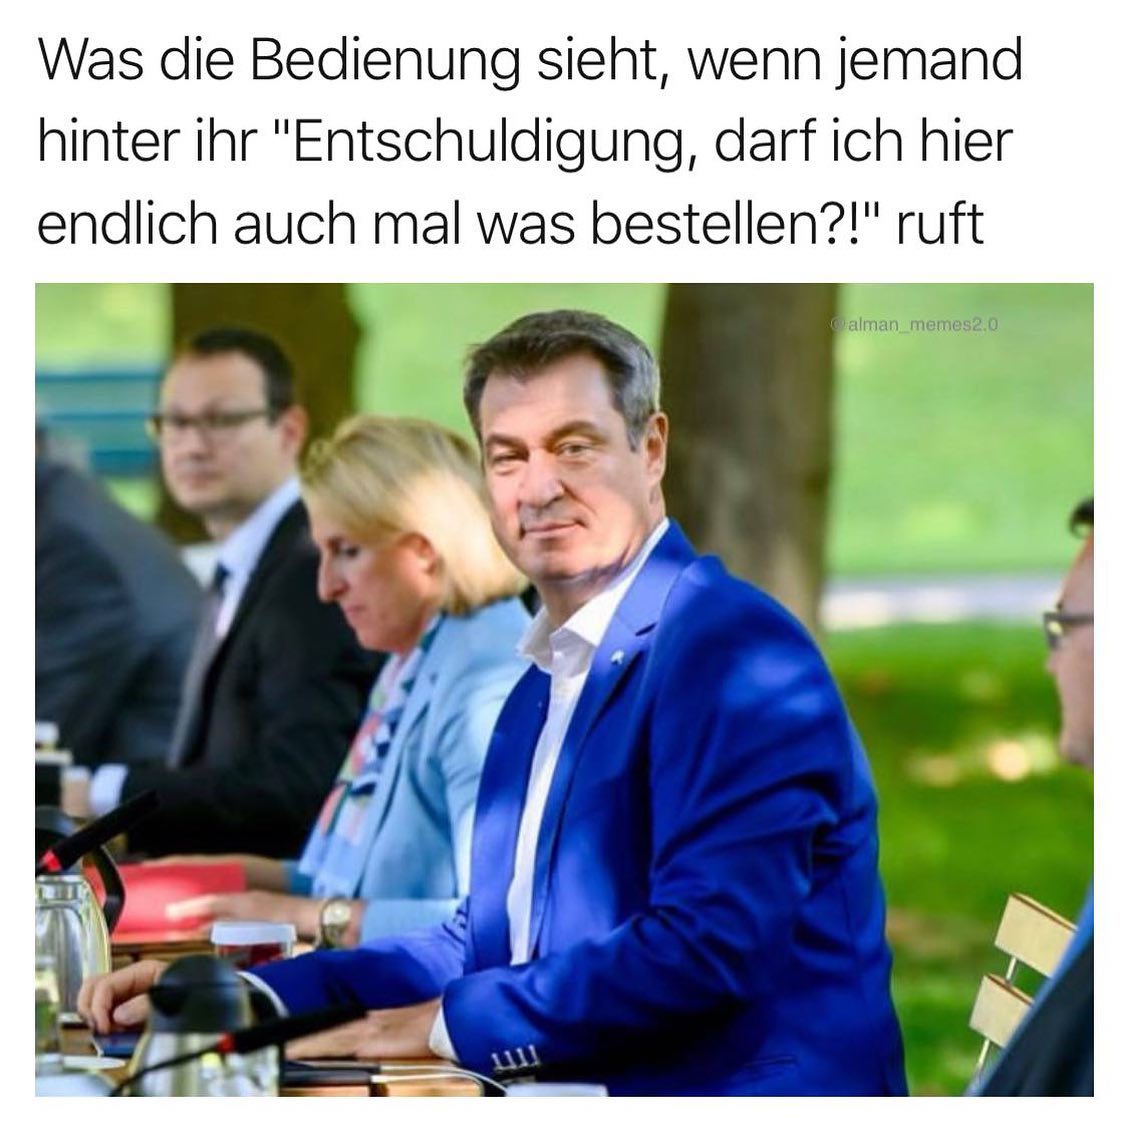 Was die Bedienung sieht, wenn jemand
hinter ihr "Entschuldigung, darf ich hier
endlich auch mal was bestellen?!" ruft
@alman_memes2.0